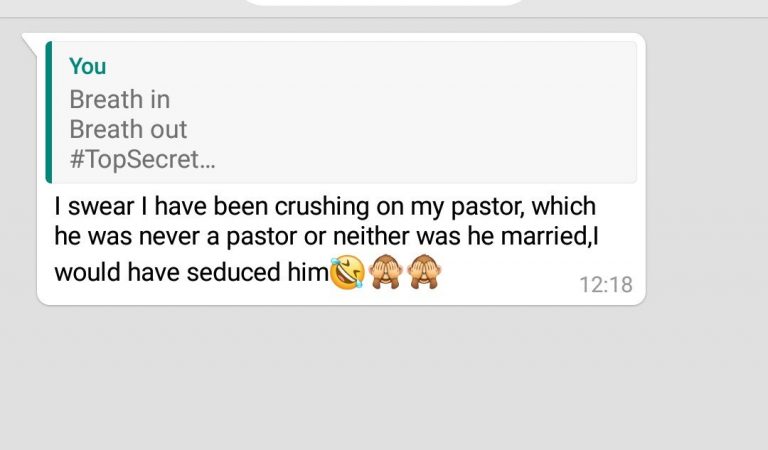 You
Breath in
Breath out
#TopSecret...
I swear I have been crushing on my pastor, which
he was never a pastor or neither was he married,I
would have seduced him🤣🙈🙈
12:18